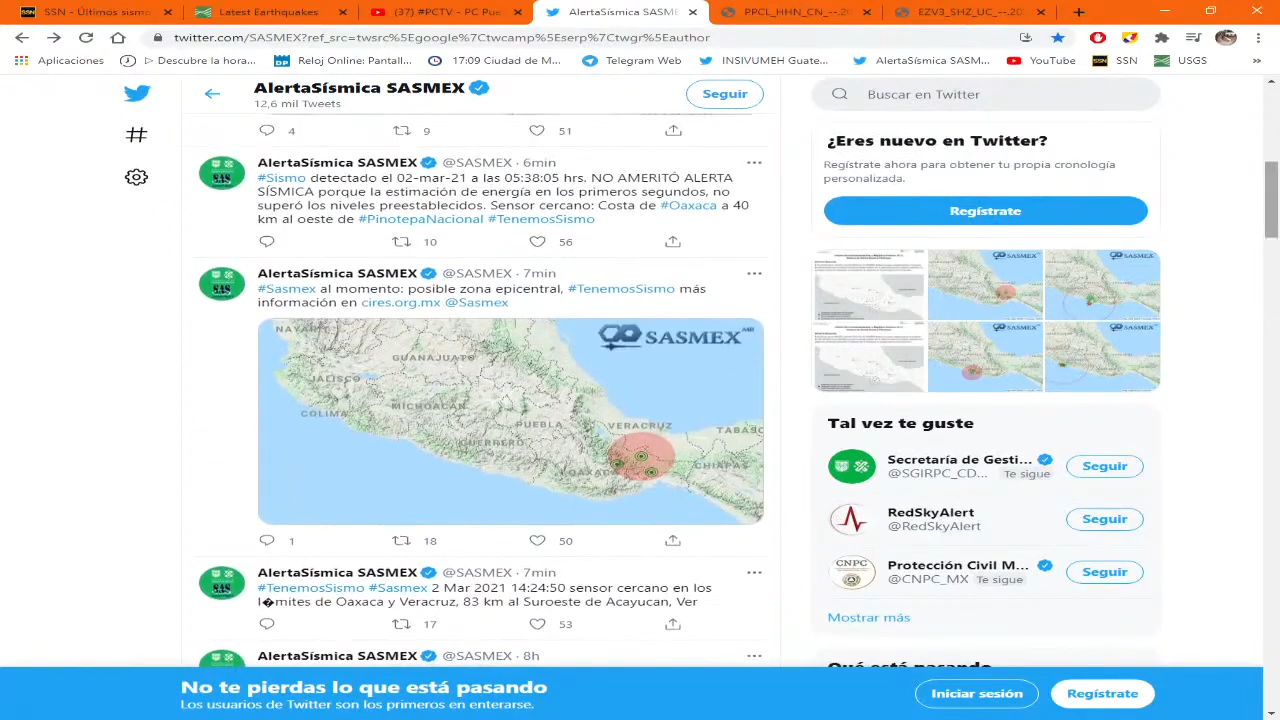 SSN - Últimos sismo
Latest Earthquakes
(37) #PCTV - PC Pue
AlertaSísmica SASME
PPCL_HHN_CN_--.20
EZV3_SHZ_UC_--.20
twitter.com/SASMEX?ref_src=twsrc%5Egoogle%7Ctwcamp%5Eserp%7Ctwgr%5Eauthor
Aplicaciones
ᐅ Descubre la hora...
Reloj Online: Pantall...
17:09 Ciudad de M...
Telegram Web
INSIVUMEH Guate...
AlertaSísmica SASM...
YouTube
SSN
USGS
»
AlertaSísmica SASMEX
12,6 mil Tweets
Seguir
4 9 51
AlertaSísmica SASMEX @SASMEX · 6min
#Sismo detectado el 02-mar-21 a las 05:38:05 hrs. NO AMERITÓ ALERTA
SÍSMICA porque la estimación de energía en los primeros segundos, no
superó los niveles preestablecidos. Sensor cercano: Costa de #Oaxaca a 40
km al oeste de #PinotepaNacional #TenemosSismo
10 56
AlertaSísmica SASMEX @SASMEX · 7min
#Sasmex al momento: posible zona epicentral, #TenemosSismo más
información en cires.org.mx @Sasmex
NAYARIT
SASMEX MR
GUANAJUATO
JALISCO
COLIMA
MICHOACAN
PUEBLA
VERACRUZ
TABASC
GUERRERO
OAXACA
CHIAPAS
1 18 50
AlertaSísmica SASMEX @SASMEX · 7min
#TenemosSismo #Sasmex 2 Mar 2021 14:24:50 sensor cercano en los
l�mites de Oaxaca y Veracruz, 83 km al Suroeste de Acayucan, Ver
17 53
AlertaSísmica SASMEX @SASMEX · 8h
Buscar en Twitter
¿Eres nuevo en Twitter?
Regístrate ahora para obtener tu propia cronología
personalizada.
Regístrate
SASMEX
SASMEX
SASMEX
SASMEX
Tal vez te guste
Secretaría de Gesti...
@SGIRPC_CD... Te sigue
Seguir
RedSkyAlert
@RedSkyAlert
Seguir
CNPC
Protección Civil M...
@CNPC_MX Te sigue
Seguir
Mostrar más
Qué está pasando
No te pierdas lo que está pasando
Los usuarios de Twitter son los primeros en enterarse.
Iniciar sesión
Regístrate